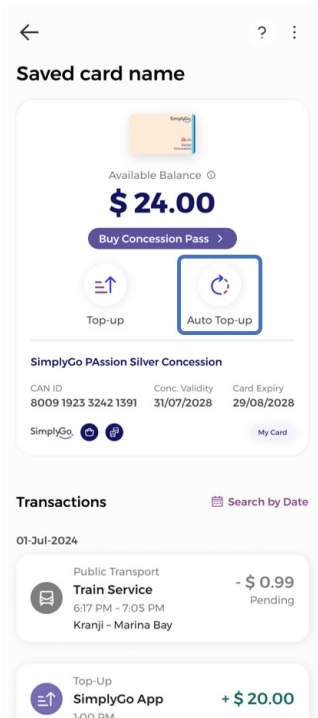 ?
Saved card name
SimplyGo
Available Balance
$ 24.00
Buy Concession Pass >
Top-up
Auto Top-up
SimplyGo PAssion Silver Concession
CAN ID
Conc. Validity
Card Expiry
8009 1923 3242 1391
31/07/2028
29/08/2028
SimplyGo
My Card
Transactions
Search by Date
01-Jul-2024
Public Transport
Train Service
- $ 0.99
6:17 PM – 7:05 PM
Pending
Kranji – Marina Bay
Top-Up
SimplyGo App
+ $ 20.00
1:00 PM